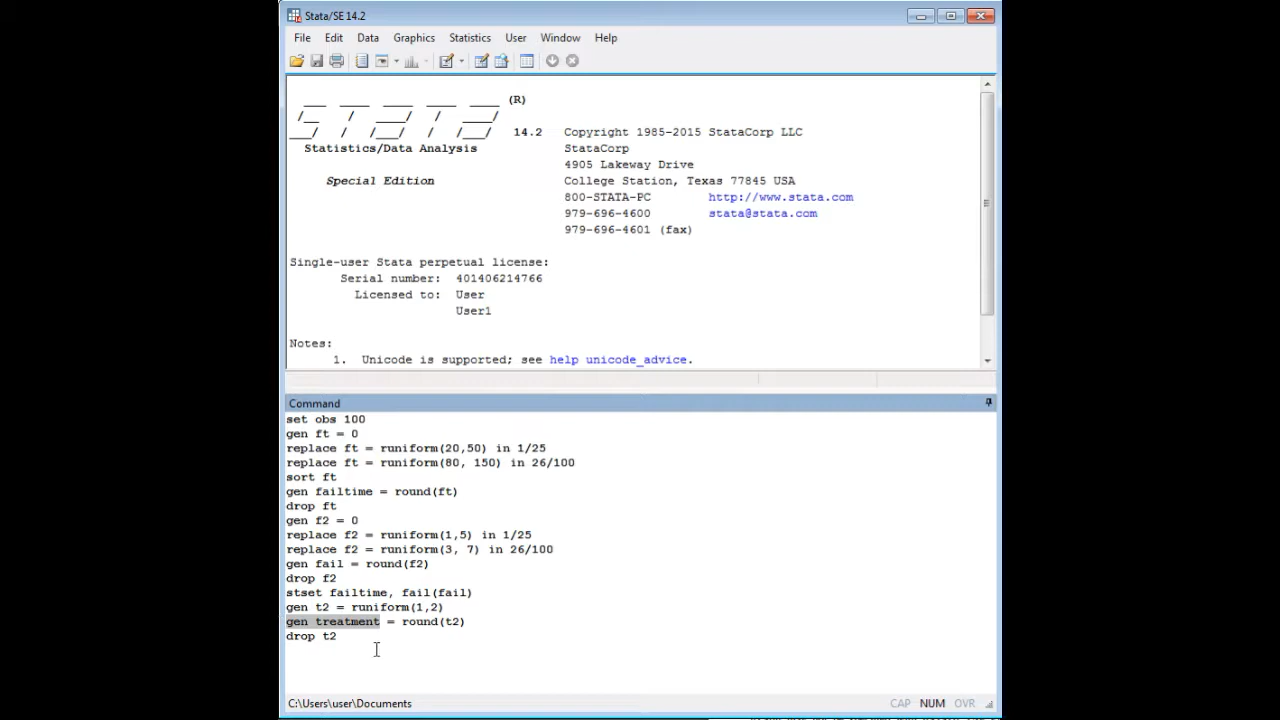 Stata/SE 14.2
File Edit Data Graphics Statistics User Window Help
(R)
STATA
14.2 Copyright 1985-2015 StataCorp LLC
Statistics/Data Analysis StataCorp
4905 Lakeway Drive
Special Edition College Station, Texas 77845 USA
800-STATA-PC http://www.stata.com
979-696-4600 stata@stata.com
979-696-4601 (fax)
Single-user Stata perpetual license:
Serial number: 401406214766
Licensed to: User
User1
Notes:
1. Unicode is supported; see help unicode_advice.
Command
set obs 100
gen ft = 0
replace ft = runiform(20,50) in 1/25
replace ft = runiform(80, 150) in 26/100
sort ft
gen failtime = round(ft)
drop ft
gen f2 = 0
replace f2 = runiform(1,5) in 1/25
replace f2 = runiform(3, 7) in 26/100
gen fail = round(f2)
drop f2
stset failtime, fail(fail)
gen t2 = runiform(1,2)
gen treatment = round(t2)
drop t2
C:\Users\user\Documents CAP NUM OVR